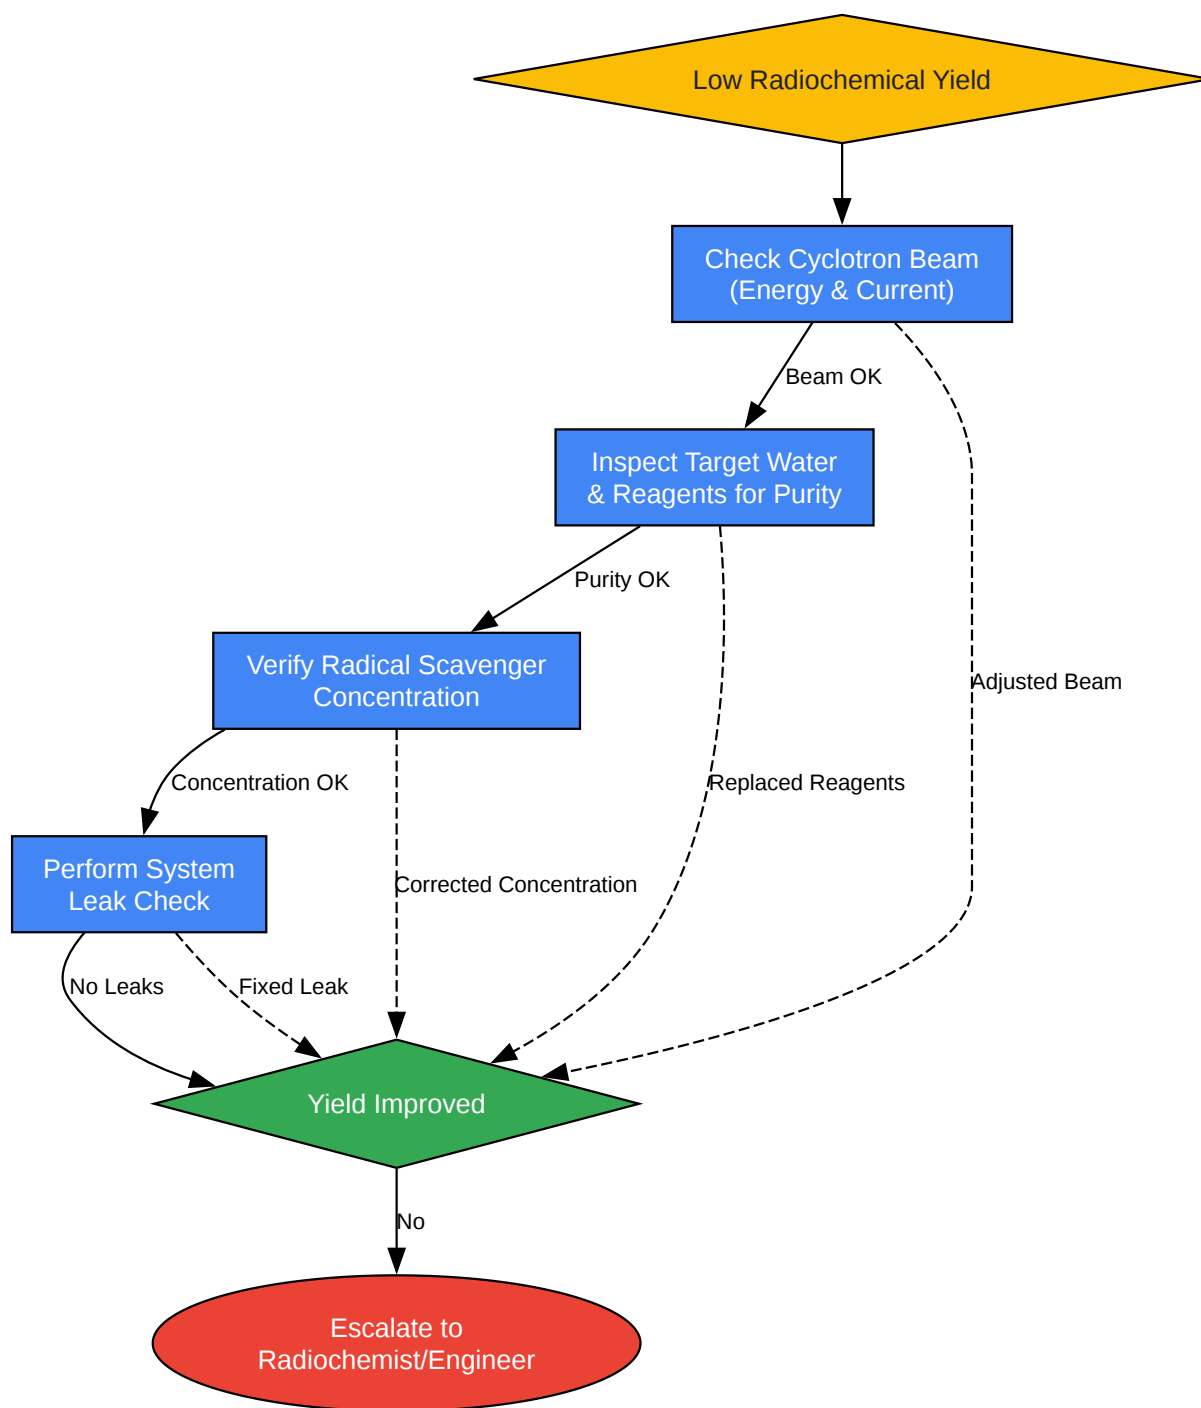 Low Radiochemical Yield
Check Cyclotron Beam
(Energy & Current)
Beam OK
Inspect Target Water
& Reagents for Purity
Purity OK
Verify Radical Scavenger
Concentration
Adjusted Beam
Concentration OK
Replaced Reagents
Perform System
Leak Check
Corrected Concentration
No Leaks
Fixed Leak
Yield Improved
No
Escalate to
Radiochemist/Engineer